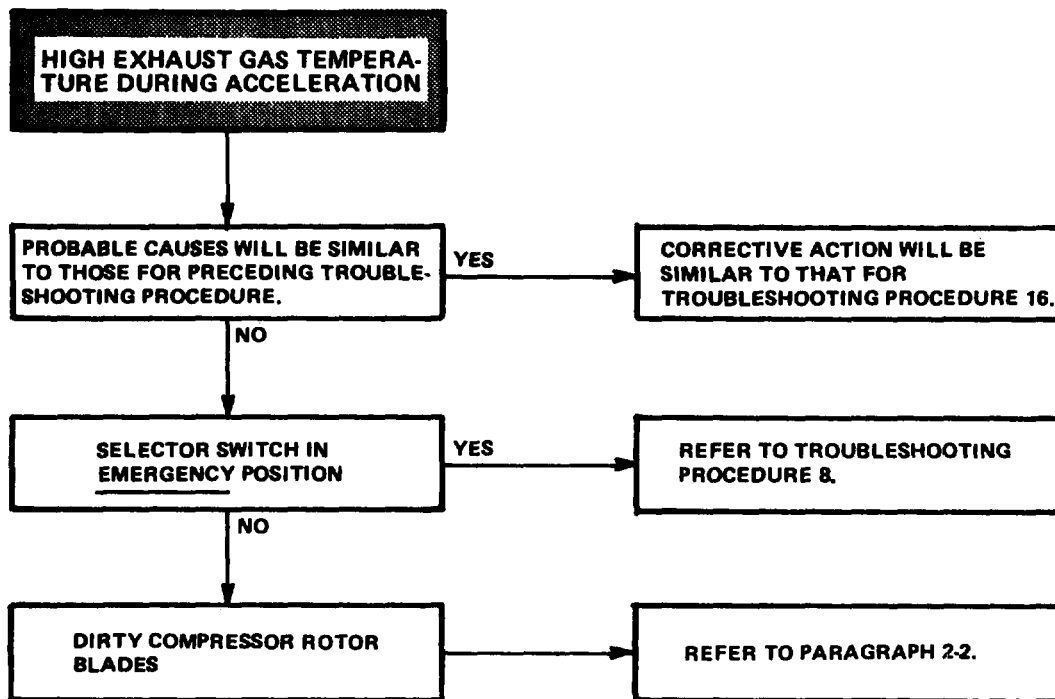 HIGH EXHAUST GAS TEMPERA-
TURE DURING ACCELERATION
PROBABLE CAUSES WILL BE SIMILAR
TO THOSE FOR PRECEDING TROUBLE-
SHOOTING PROCEDURE.
YES
CORRECTIVE ACTION WILL BE
SIMILAR TO THAT FOR
TROUBLESHOOTING PROCEDURE 16.
NO
SELECTOR SWITCH IN
EMERGENCY POSITION
YES
REFER TO TROUBLESHOOTING
PROCEDURE 8.
NO
DIRTY COMPRESSOR ROTOR
BLADES
REFER TO PARAGRAPH 2-2.